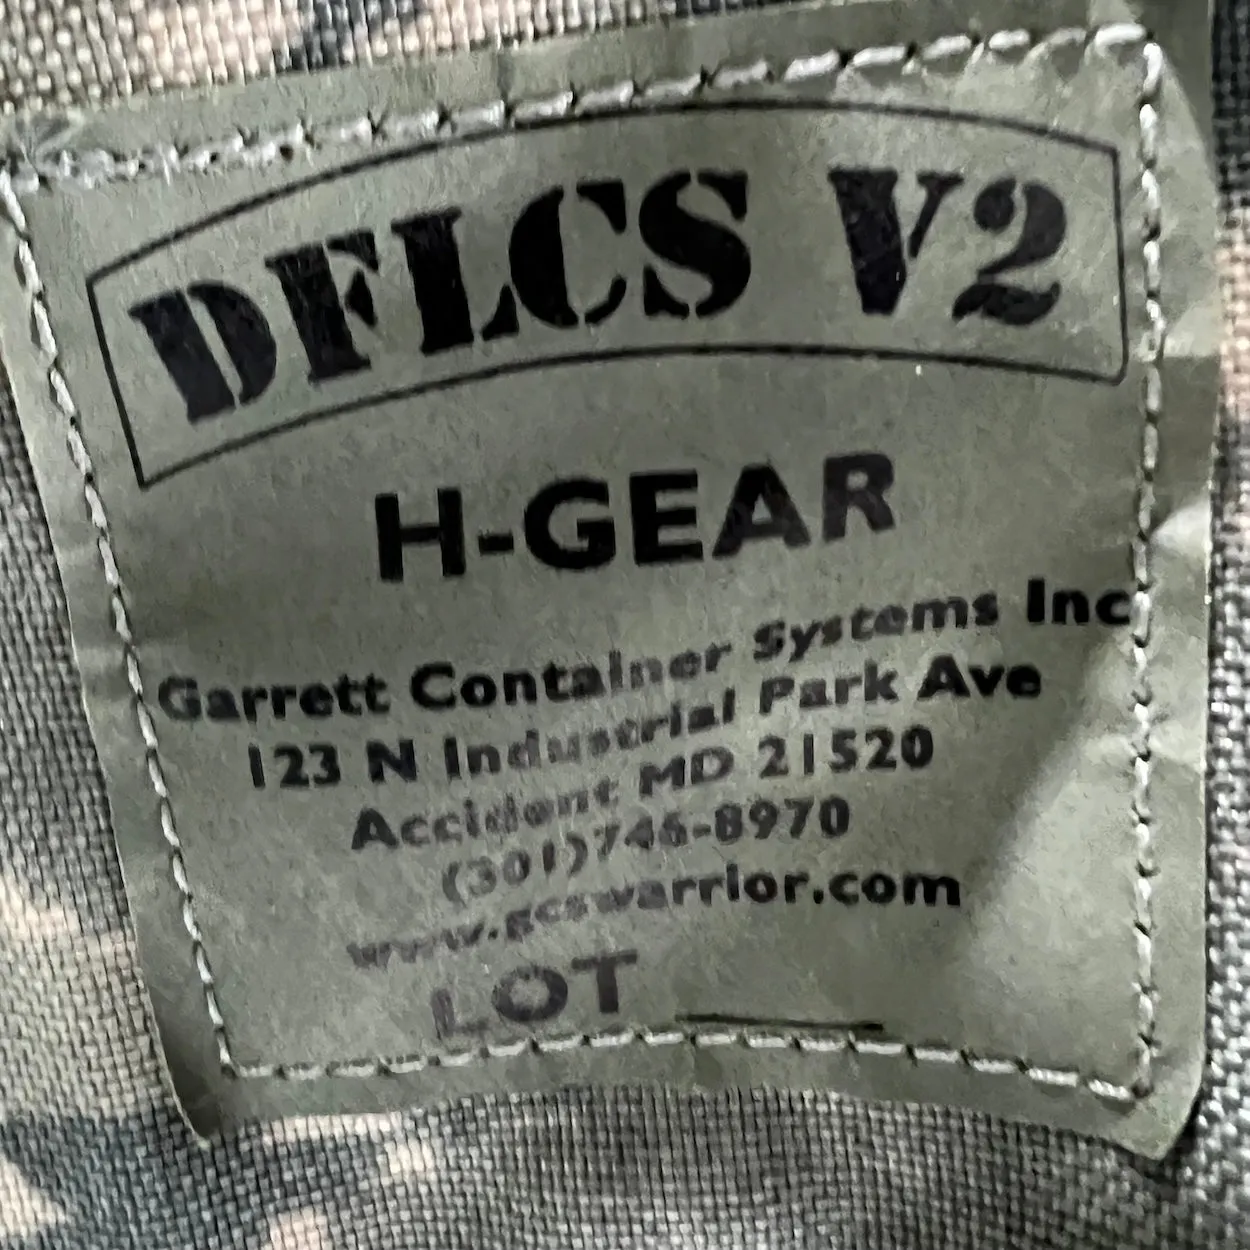 DFLCS V2
H-GEAR
Garrett Container Systems Inc
123 N Industrial Park Ave
Accident MD 21520
(301)746-8970
www.gcswarrior.com
LOT